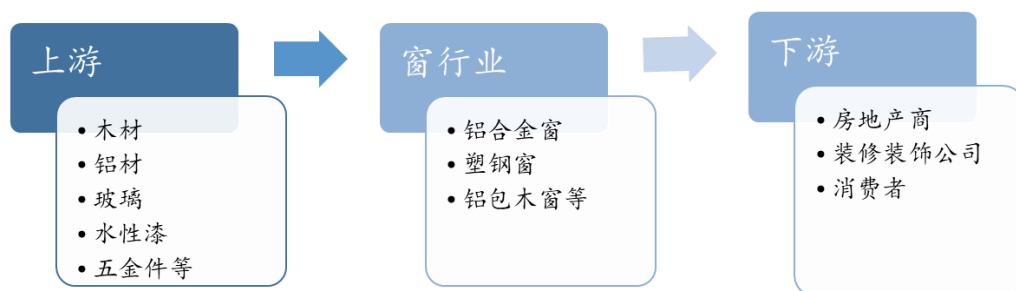 上游
• 木材
• 铝材
• 玻璃
• 水性漆
• 五金件等
窗行业
• 铝合金窗
• 塑钢窗
• 铝包木窗等
下游
• 房地产商
• 装修装饰公司
• 消费者